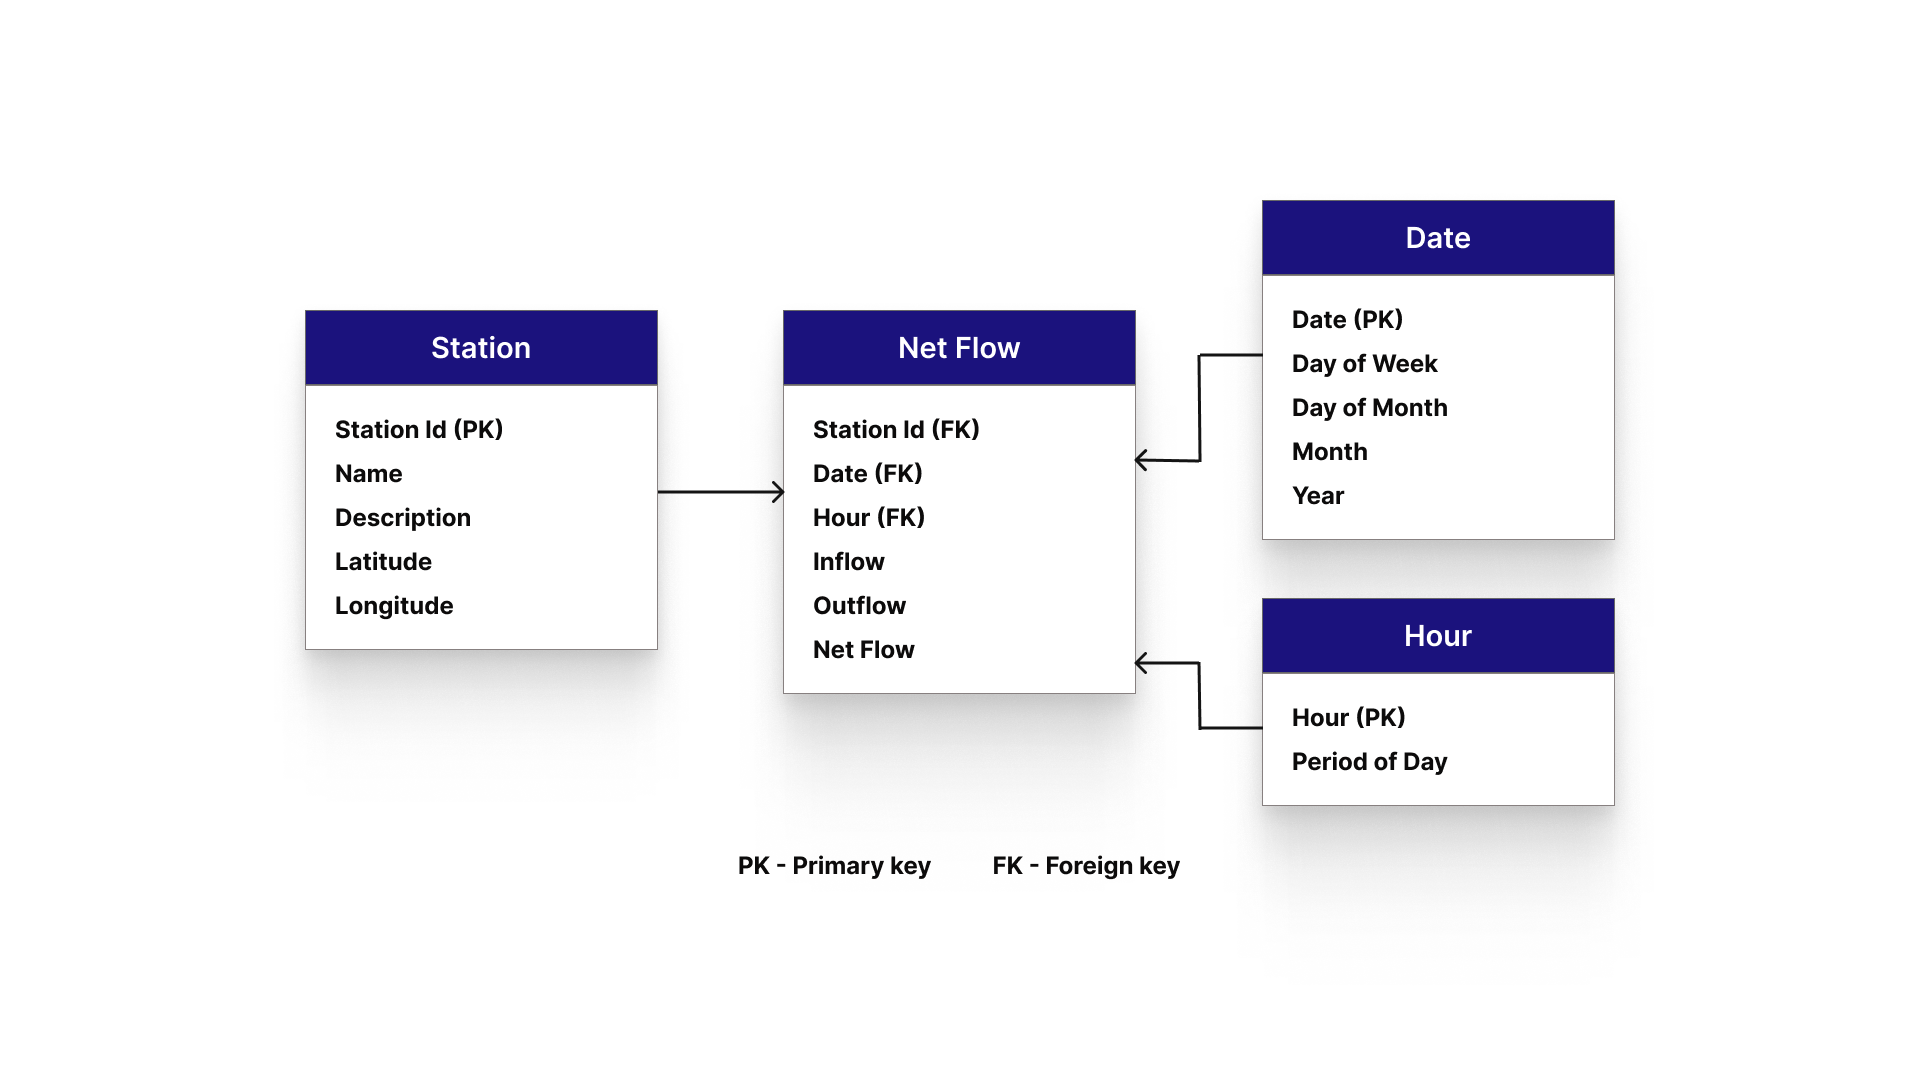 Station
Station Id (PK)
Name
Description
Latitude
Longitude
Net Flow
Station Id (FK)
Date (FK)
Hour (FK)
Inflow
Outflow
Net Flow
Date
Date (PK)
Day of Week
Day of Month
Month
Year
Hour
Hour (PK)
Period of Day
PK - Primary key
FK - Foreign key